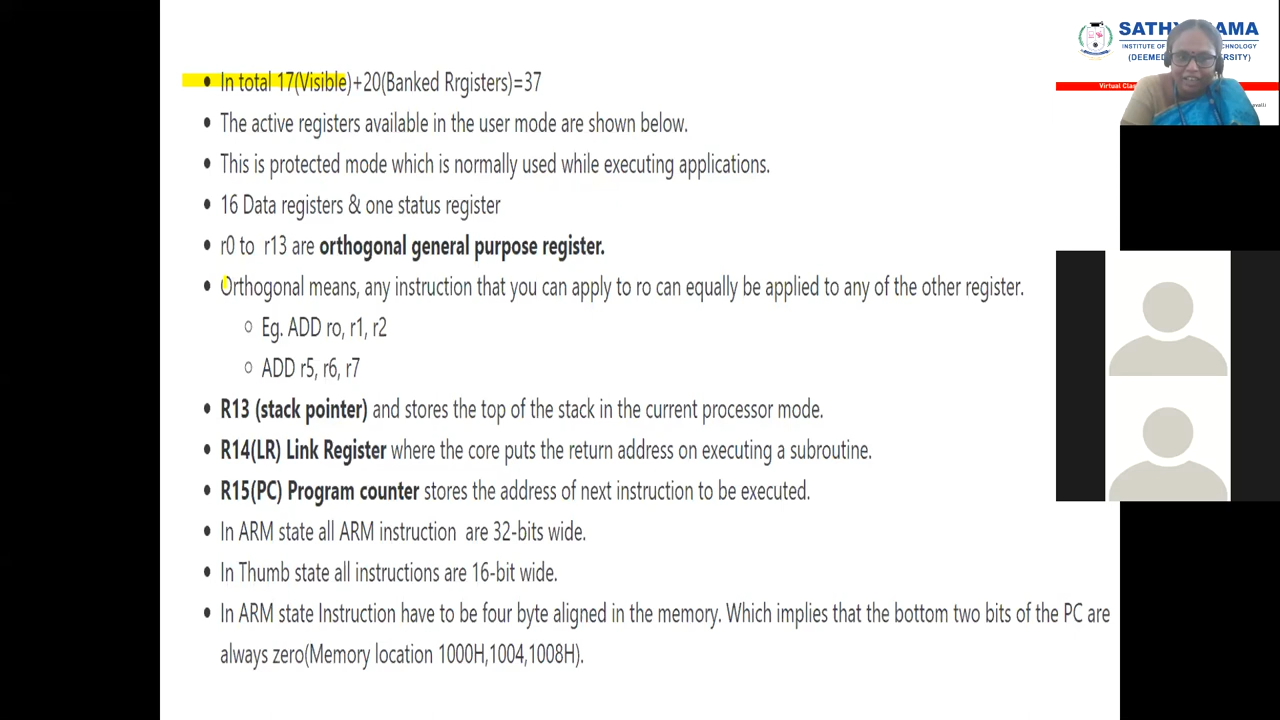 In total 17(Visible)+20(Banked Rrgisters)=37
The active registers available in the user mode are shown below.
This is protected mode which is normally used while executing applications.
16 Data registers & one status register
r0 to r13 are orthogonal general purpose register.
Orthogonal means, any instruction that you can apply to ro can equally be applied to any of the other register.
Eg. ADD ro, r1, r2
ADD r5, r6, r7
R13 (stack pointer) and stores the top of the stack in the current processor mode.
R14(LR) Link Register where the core puts the return address on executing a subroutine.
R15(PC) Program counter stores the address of next instruction to be executed.
In ARM state all ARM instruction are 32-bits wide.
In Thumb state all instructions are 16-bit wide.
In ARM state Instruction have to be four byte aligned in the memory. Which implies that the bottom two bits of the PC are
always zero(Memory location 1000H,1004,1008H).
INSTITUTE OF
(DEEMED
Virtual